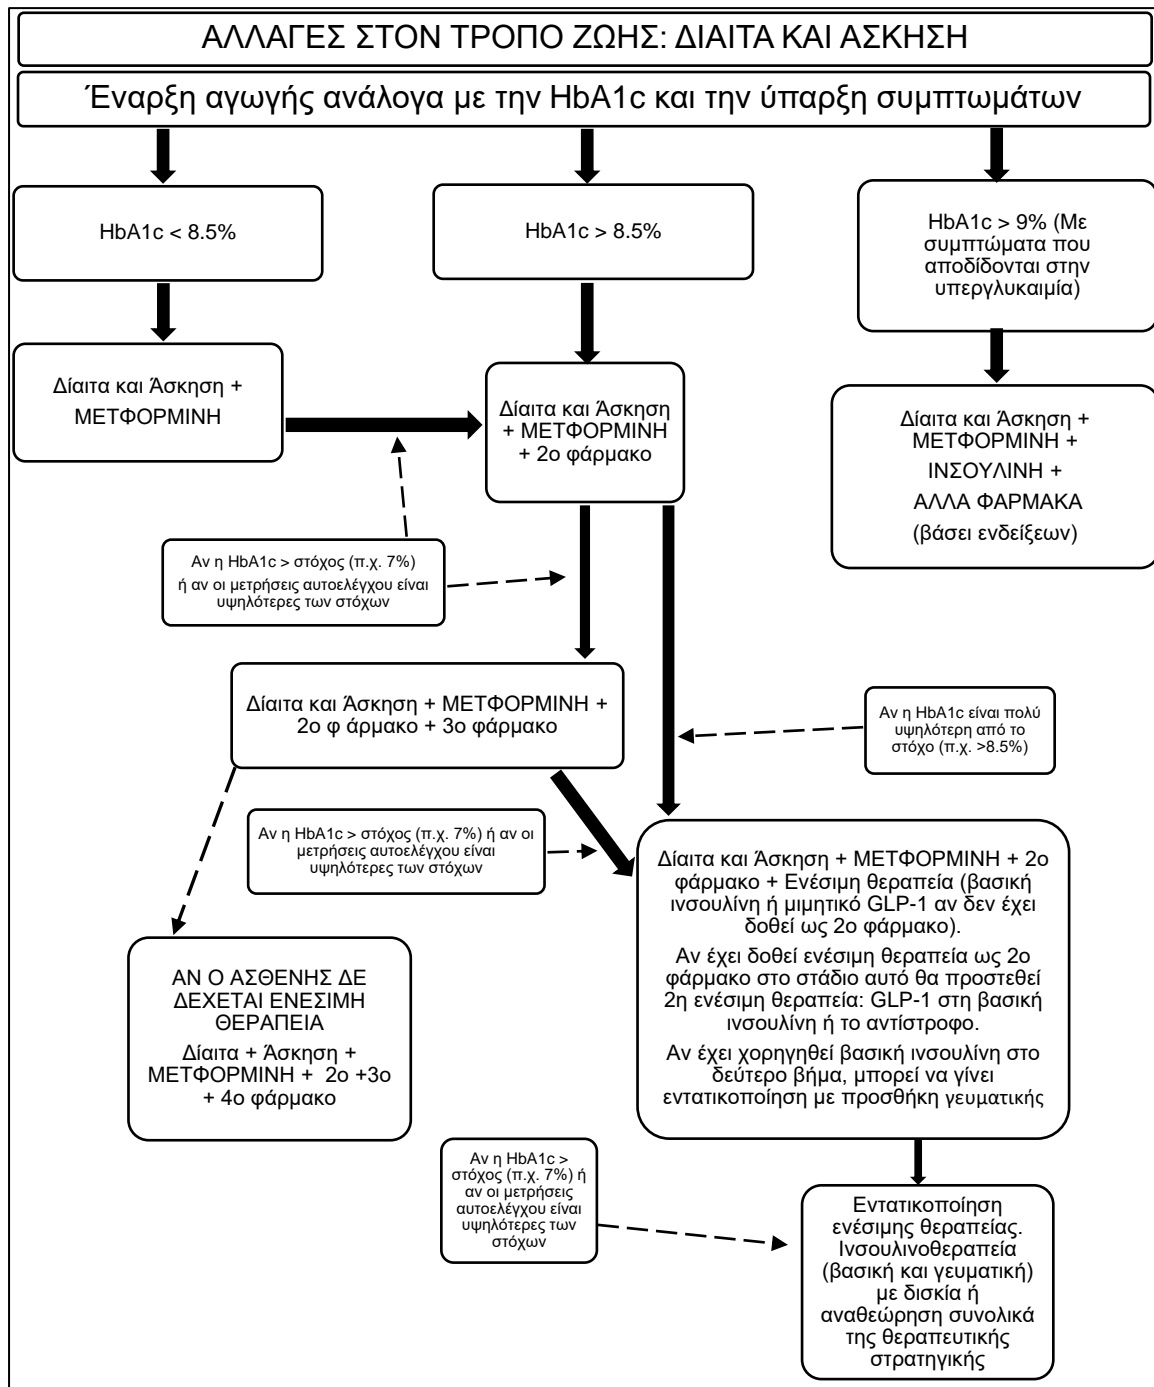 ΑΛΛΑΓΕΣ ΣΤΟΝ ΤΡΟΠΟ ΖΩΗΣ: ΔΙΑΙΤΑ ΚΑΙ ΑΣΚΗΣΗ
Έναρξη αγωγής ανάλογα με την HbA1c και την ύπαρξη συμπτωμάτων
HbA1c < 8.5%
HbA1c > 8.5%
HbA1c > 9% (Με
συμπτώματα που
αποδίδονται στην
υπεργλυκαιμία)
Δίαιτα και Άσκηση +
ΜΕΤΦΟΡΜΙΝΗ
Δίαιτα και Άσκηση
+ ΜΕΤΦΟΡΜΙΝΗ
+ 2ο φάρμακο
Δίαιτα και Άσκηση +
ΜΕΤΦΟΡΜΙΝΗ +
ΙΝΣΟΥΛΙΝΗ +
ΑΛΛΑ ΦΑΡΜΑΚΑ
(βάσει ενδείξεων)
Αν η HbA1c > στόχος (π.χ. 7%)
ή αν οι μετρήσεις αυτοελέγχου είναι
υψηλότερες των στόχων
Δίαιτα και Άσκηση + ΜΕΤΦΟΡΜΙΝΗ +
2ο φ άρμακο + 3ο φάρμακο
Αν η HbA1c είναι πολύ
υψηλότερη από το
στόχο (π.χ. >8.5%)
Αν η HbA1c > στόχος (π.χ. 7%) ή αν οι
μετρήσεις αυτοελέγχου είναι
υψηλότερες των στόχων
Δίαιτα και Άσκηση + ΜΕΤΦΟΡΜΙΝΗ + 2ο
φάρμακο + Ενέσιμη θεραπεία (βασική
ινσουλίνη ή μιμητικό GLP-1 αν δεν έχει
δοθεί ως 2ο φάρμακο).
Αν έχει δοθεί ενέσιμη θεραπεία ως 2ο
φάρμακο στο στάδιο αυτό θα προστεθεί
2η ενέσιμη θεραπεία: GLP-1 στη βασική
ινσουλίνη ή το αντίστροφο.
Αν έχει χορηγηθεί βασική ινσουλίνη στο
δεύτερο βήμα, μπορεί να γίνει
εντατικοποίηση με προσθήκη γευματικής
ΑΝ Ο ΑΣΘΕΝΗΣ ΔΕ
ΔΕΧΕΤΑΙ ΕΝΕΣΙΜΗ
ΘΕΡΑΠΕΙΑ
Δίαιτα + Άσκηση +
ΜΕΤΦΟΡΜΙΝΗ + 2ο +3ο
+ 4ο φάρμακο
Αν η HbA1c >
στόχος (π.χ. 7%) ή
αν οι μετρήσεις
αυτοελέγχου είναι
υψηλότερες των
στόχων
Εντατικοποίηση
ενέσιμης θεραπείας.
Ινσουλινοθεραπεία
(βασική και γευματική)
με δισκία ή
αναθεώρηση συνολικά
της θεραπευτικής
στρατηγικής